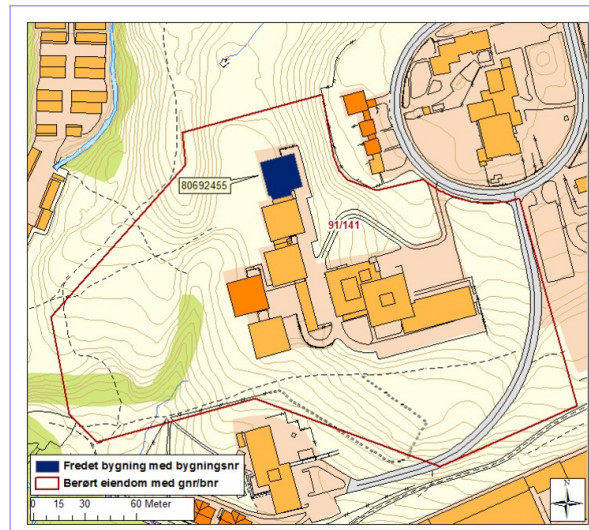 80692455
91/141
Fredet bygning med bygningsnr
Berørt eiendom med gnr/bnr
0 15 30 60 Meter
N